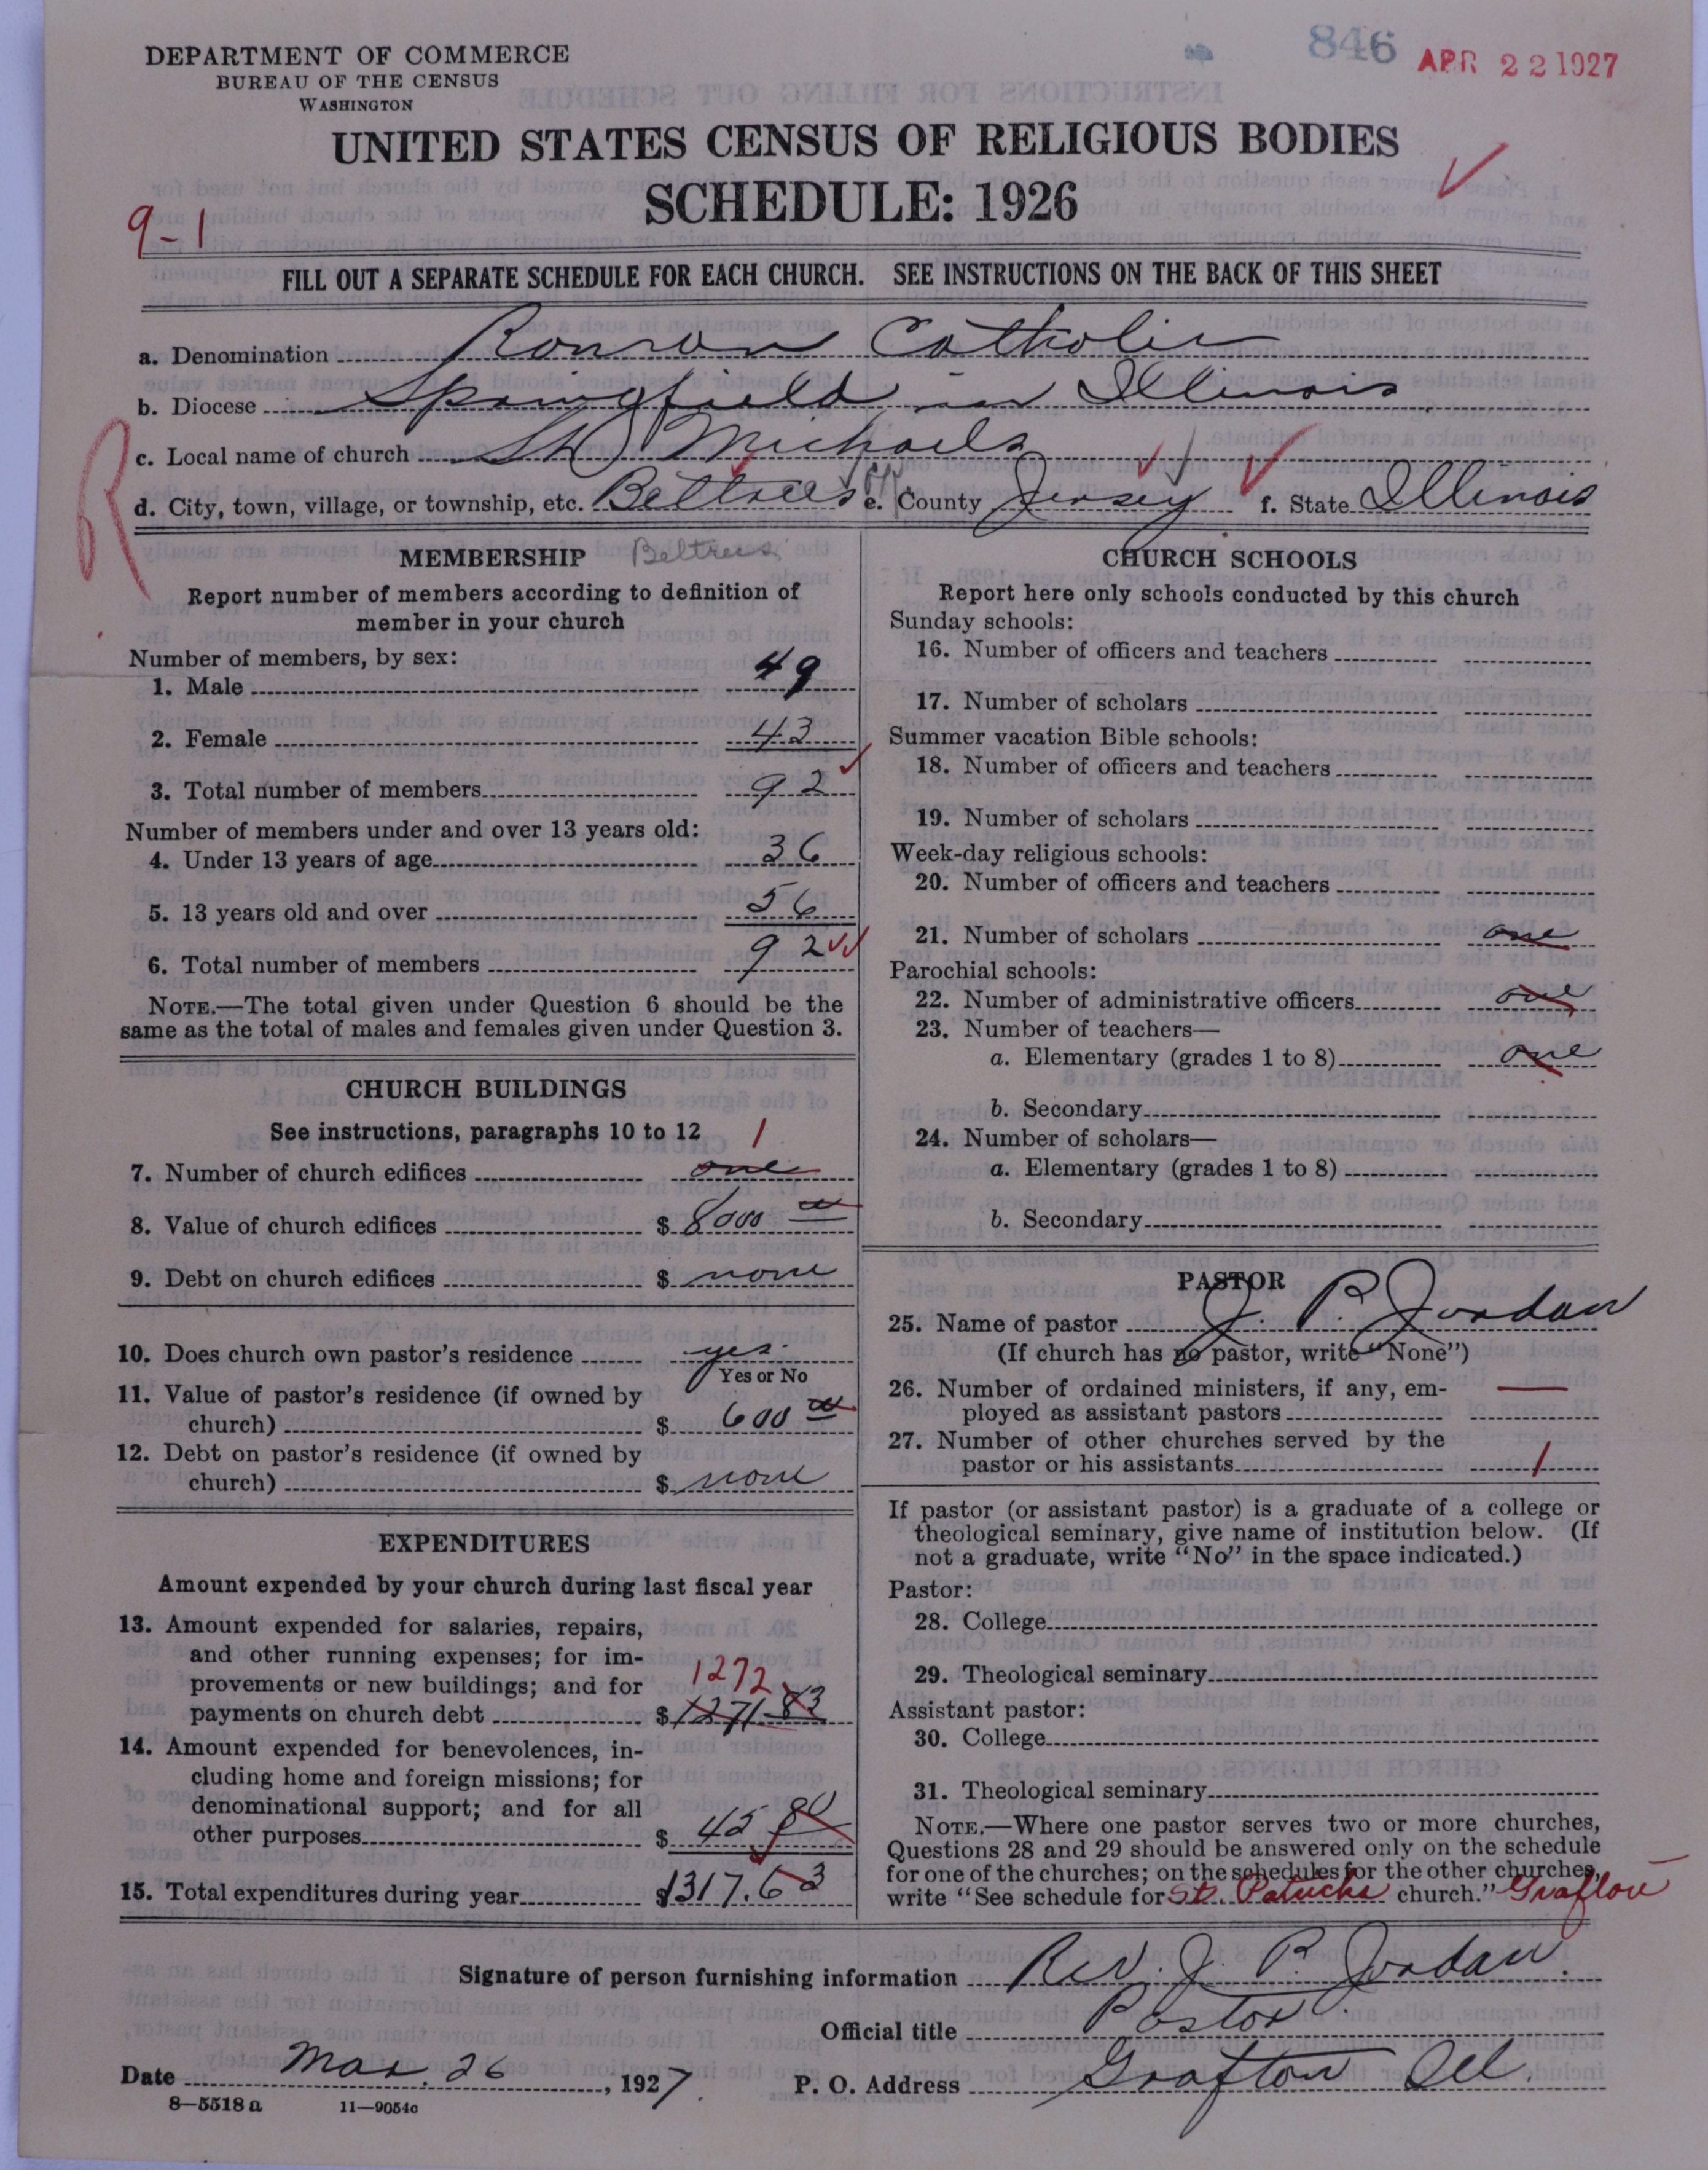 846 APR 22 1927
DEPARTMENT OF COMMERCE
BUREAU OF THE CENSUS
WASHINGTON
UNITED STATES CENSUS OF RELIGIOUS BODIES
SCHEDULE: 1926
9-1
FILL OUT A SEPARATE SCHEDULE FOR EACH CHURCH. SEE INSTRUCTIONS ON THE BACK OF THIS SHEET
a. Denomination Roman Catholic
b. Diocese Springfield in Illinois
c. Local name of church St Michaels
R
d. City, town, village, or township, etc. Beltrees e. County Jersey f. State Illinois
MEMBERSHIP Beltrees
Report number of members according to definition of
member in your church
Number of members, by sex:
1. Male 49
2. Female 43
3. Total number of members 92
Number of members under and over 13 years old:
4. Under 13 years of age 36
5. 13 years old and over 56
6. Total number of members 92
NOTE.—The total given under Question 6 should be the
same as the total of males and females given under Question 3.
CHURCH BUILDINGS
See instructions, paragraphs 10 to 12 1
7. Number of church edifices one
8. Value of church edifices $ 8000 00
9. Debt on church edifices $ none
10. Does church own pastor's residence yes
Yes or No
11. Value of pastor's residence (if owned by
church) $ 600 00
12. Debt on pastor's residence (if owned by
church) $ none
EXPENDITURES
Amount expended by your church during last fiscal year
13. Amount expended for salaries, repairs,
and other running expenses; for im-
provements or new buildings; and for 1272
payments on church debt $ 1271.83
14. Amount expended for benevolences, in-
cluding home and foreign missions; for
denominational support; and for all
other purposes $ 45 80
15. Total expenditures during year $ 1317.63
CHURCH SCHOOLS
Report here only schools conducted by this church
Sunday schools:
16. Number of officers and teachers
17. Number of scholars
Summer vacation Bible schools:
18. Number of officers and teachers
19. Number of scholars
Week-day religious schools:
20. Number of officers and teachers
21. Number of scholars one
Parochial schools:
22. Number of administrative officers one
23. Number of teachers—
a. Elementary (grades 1 to 8) one
b. Secondary
24. Number of scholars—
a. Elementary (grades 1 to 8)
b. Secondary
PASTOR
25. Name of pastor J. P. Jordan
(If church has no pastor, write "None")
26. Number of ordained ministers, if any, em- —
ployed as assistant pastors
27. Number of other churches served by the
pastor or his assistants 1
If pastor (or assistant pastor) is a graduate of a college or
theological seminary, give name of institution below. (If
not a graduate, write "No" in the space indicated.)
Pastor:
28. College
29. Theological seminary
Assistant pastor:
30. College
31. Theological seminary
NOTE.—Where one pastor serves two or more churches,
Questions 28 and 29 should be answered only on the schedule
for one of the churches; on the schedules for the other churches,
write "See schedule for St. Patricks church." Grafton
Signature of person furnishing information Rev. J. P. Jordan.
Official title Pastor.
Date Mar. 26, 1927. P. O. Address Grafton Ill.
8—5518 a 11—9054c